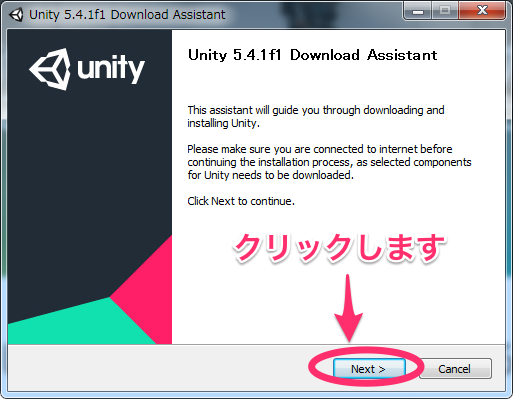 Unity 5.4.1f1 Download Assistant
unity
Unity 5.4.1f1 Download Assistant
This assistant will guide you through downloading and
installing Unity.
Please make sure you are connected to internet before
continuing the installation process, as selected components
for Unity needs to be downloaded.
Click Next to continue.
クリックします
Next >
Cancel